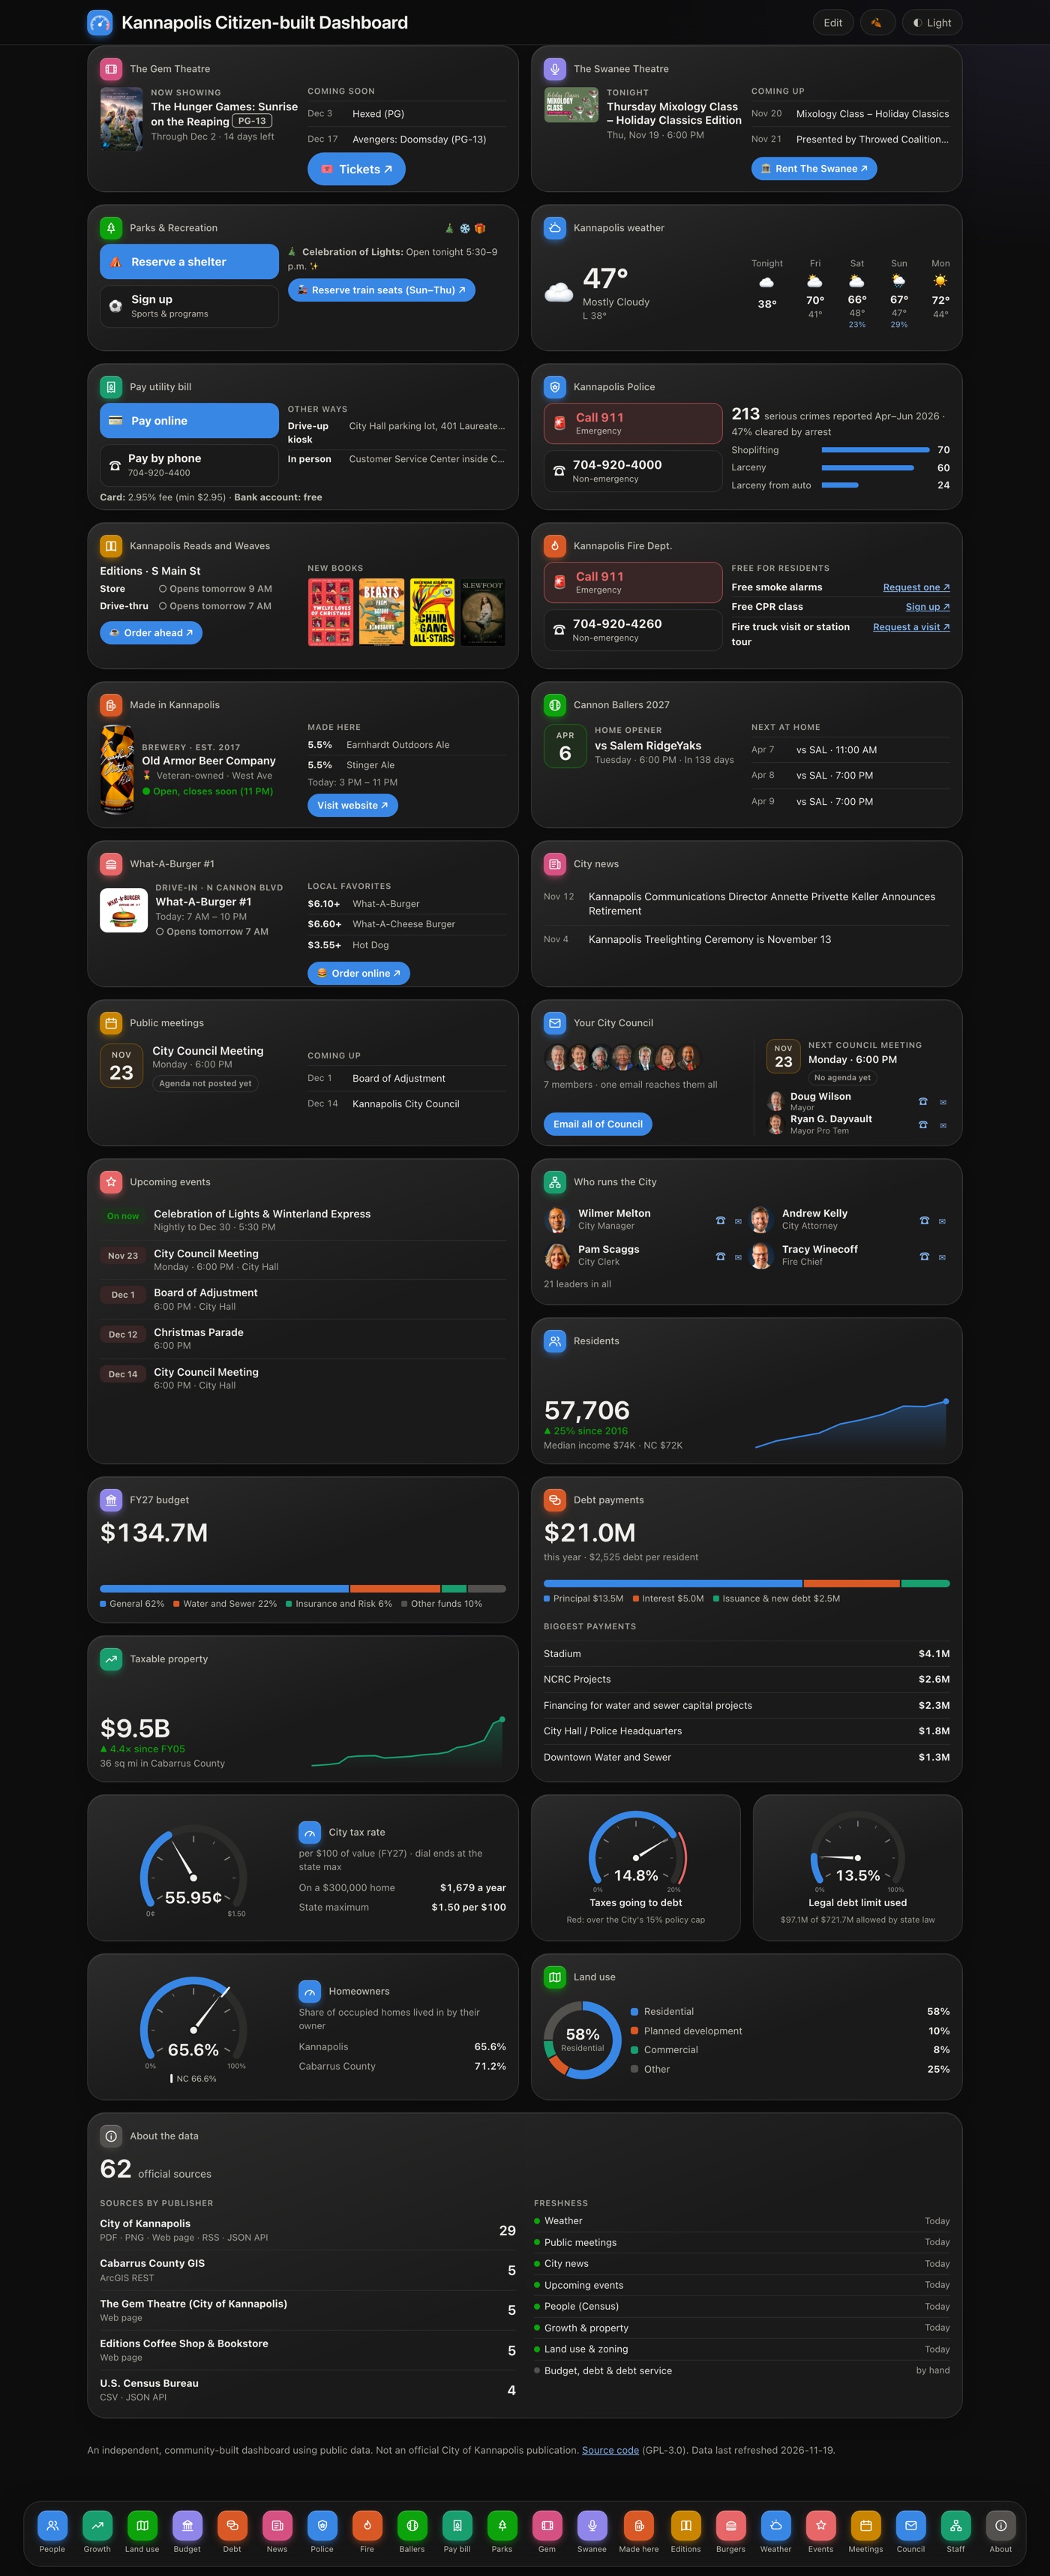 Kannapolis Citizen-built Dashboard
Edit
Light
The Gem Theatre
NOW SHOWING
The Hunger Games: Sunrise
on the Reaping PG-13
Through Dec 2 · 14 days left
COMING SOON
Dec 3 Hexed (PG)
Dec 17 Avengers: Doomsday (PG-13)
Tickets ↗
The Swanee Theatre
MIXOLOGY
CLASS
TONIGHT
Thursday Mixology Class
– Holiday Classics Edition
Thu, Nov 19 · 6:00 PM
COMING UP
Nov 20 Mixology Class – Holiday Classics
Nov 21 Presented by Throwed Coalition...
Rent The Swanee ↗
Parks & Recreation
Reserve a shelter
Sign up
Sports & programs
Celebration of Lights: Open tonight 5:30–9
p.m.
Reserve train seats (Sun–Thu) ↗
Kannapolis weather
47°
Mostly Cloudy
L 38°
Tonight Fri Sat Sun Mon
38° 70° 66° 67° 72°
41° 48° 47° 44°
23% 29%
Pay utility bill
Pay online
Pay by phone
704-920-4400
OTHER WAYS
Drive-up
kiosk
City Hall parking lot, 401 Laureate...
In person Customer Service Center inside C...
Card: 2.95% fee (min $2.95) · Bank account: free
Kannapolis Police
Call 911
Emergency
704-920-4000
Non-emergency
213 serious crimes reported Apr–Jun 2026 ·
47% cleared by arrest
Shoplifting 70
Larceny 60
Larceny from auto 24
Kannapolis Reads and Weaves
Editions · S Main St
Store Opens tomorrow 9 AM
Drive-thru Opens tomorrow 7 AM
Order ahead ↗
NEW BOOKS
TWELVE LOVES
OF CHRISTMAS
BEASTS
FROM
CHAIN
GANG
ALL-STARS
SLEWFOOT
Kannapolis Fire Dept.
Call 911
Emergency
704-920-4260
Non-emergency
FREE FOR RESIDENTS
Free smoke alarms Request one ↗
Free CPR class Sign up ↗
Fire truck visit or station
tour
Request a visit ↗
Made in Kannapolis
BREWERY · EST. 2017
Old Armor Beer Company
Veteran-owned · West Ave
Open, closes soon (11 PM)
MADE HERE
5.5% Earnhardt Outdoors Ale
5.5% Stinger Ale
Today: 3 PM – 11 PM
Visit website ↗
Cannon Ballers 2027
APR
6
HOME OPENER
vs Salem RidgeYaks
Tuesday · 6:00 PM · In 138 days
NEXT AT HOME
Apr 7 vs SAL · 11:00 AM
Apr 8 vs SAL · 7:00 PM
Apr 9 vs SAL · 7:00 PM
What-A-Burger #1
WHAT-A-BURGER
DRIVE-IN · N CANNON BLVD
What-A-Burger #1
Today: 7 AM – 10 PM
Opens tomorrow 7 AM
LOCAL FAVORITES
$6.10+ What-A-Burger
$6.60+ What-A-Cheese Burger
$3.55+ Hot Dog
Order online ↗
City news
Nov 12 Kannapolis Communications Director Annette Privette Keller Announces
Retirement
Nov 4 Kannapolis Treelighting Ceremony is November 13
Public meetings
NOV
23
City Council Meeting
Monday · 6:00 PM
Agenda not posted yet
COMING UP
Dec 1 Board of Adjustment
Dec 14 Kannapolis City Council
Your City Council
7 members · one email reaches them all
Email all of Council
NOV
23
NEXT COUNCIL MEETING
Monday · 6:00 PM
No agenda yet
Doug Wilson
Mayor
Ryan G. Dayvault
Mayor Pro Tem
Upcoming events
On now Celebration of Lights & Winterland Express
Nightly to Dec 30 · 5:30 PM
Nov 23 City Council Meeting
Monday · 6:00 PM · City Hall
Dec 1 Board of Adjustment
6:00 PM · City Hall
Dec 12 Christmas Parade
6:00 PM
Dec 14 City Council Meeting
6:00 PM · City Hall
Who runs the City
Wilmer Melton
City Manager
Andrew Kelly
City Attorney
Pam Scaggs
City Clerk
Tracy Winecoff
Fire Chief
21 leaders in all
Residents
57,706
▲ 25% since 2016
Median income $74K · NC $72K
FY27 budget
$134.7M
General 62% Water and Sewer 22% Insurance and Risk 6% Other funds 10%
Debt payments
$21.0M
this year · $2,525 debt per resident
Principal $13.5M Interest $5.0M Issuance & new debt $2.5M
BIGGEST PAYMENTS
Stadium $4.1M
NCRC Projects $2.6M
Financing for water and sewer capital projects $2.3M
City Hall / Police Headquarters $1.8M
Downtown Water and Sewer $1.3M
Taxable property
$9.5B
▲ 4.4× since FY05
36 sq mi in Cabarrus County
55.95¢
0¢ $1.50
City tax rate
per $100 of value (FY27) · dial ends at the
state max
On a $300,000 home $1,679 a year
State maximum $1.50 per $100
14.8%
0% 20%
Taxes going to debt
Red: over the City's 15% policy cap
13.5%
0% 100%
Legal debt limit used
$97.1M of $721.7M allowed by state law
65.6%
0% 100%
NC 66.6%
Homeowners
Share of occupied homes lived in by their
owner
Kannapolis 65.6%
Cabarrus County 71.2%
Land use
58%
Residential
Residential 58%
Planned development 10%
Commercial 8%
Other 25%
About the data
62 official sources
SOURCES BY PUBLISHER
City of Kannapolis 29
PDF · PNG · Web page · RSS · JSON API
Cabarrus County GIS 5
ArcGIS REST
The Gem Theatre (City of Kannapolis) 5
Web page
Editions Coffee Shop & Bookstore 5
Web page
U.S. Census Bureau 4
CSV · JSON API
FRESHNESS
Weather Today
Public meetings Today
City news Today
Upcoming events Today
People (Census) Today
Growth & property Today
Land use & zoning Today
Budget, debt & debt service by hand
An independent, community-built dashboard using public data. Not an official City of Kannapolis publication. Source code (GPL-3.0). Data last refreshed 2026-11-19.
People Growth Land use Budget Debt News Police Fire Ballers Pay bill Parks Gem Swanee Made here Editions Burgers Weather Events Meetings Council Staff About